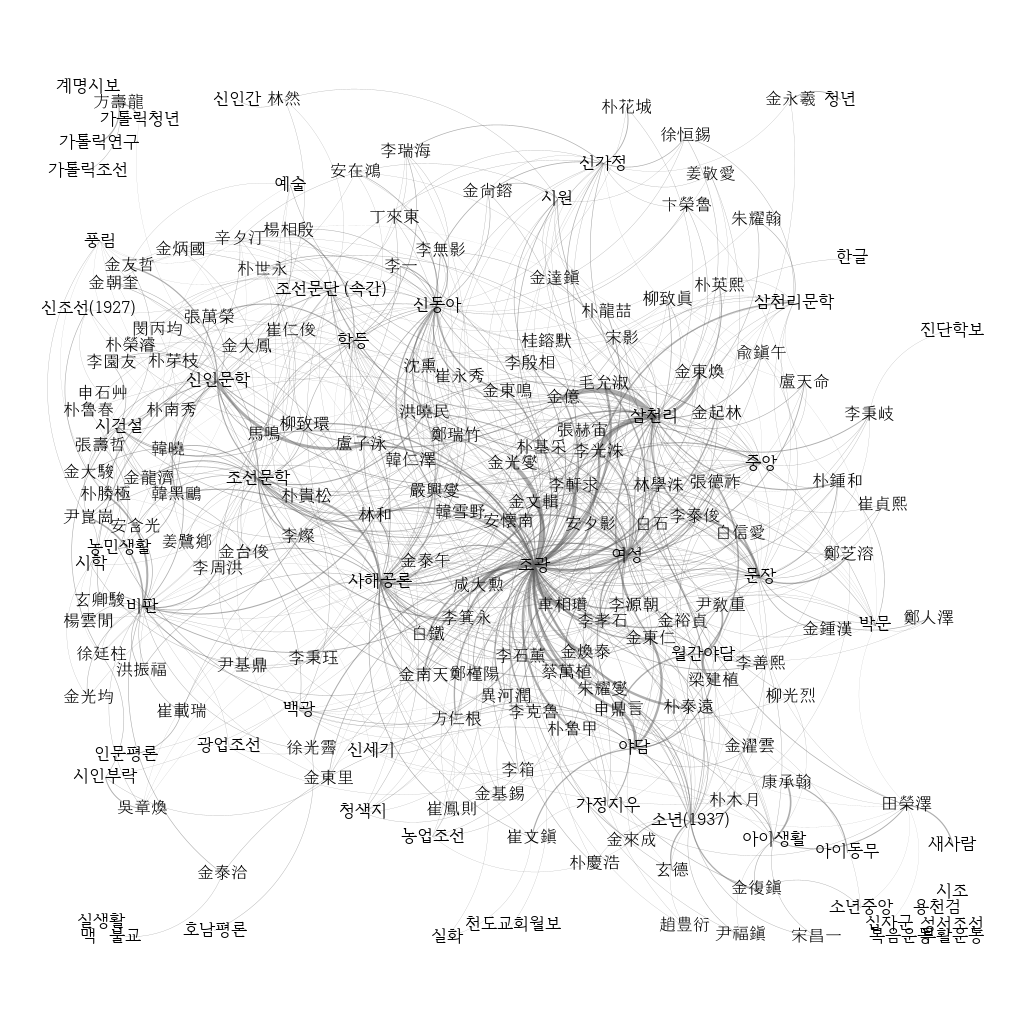 계명시보
方壽龍
신인간 林然
金永羲 청년
朴花城
가톨릭청년
가톨릭연구
徐恒錫
李瑞海
신가정
가톨릭조선
安在鴻
姜敬愛
예술
金尙鎔
시원
卞榮魯
丁來東
朱耀翰
楊相殷
辛夕汀
풍림
金炳國
李無影
한글
金友哲
朴世永
李一
金達鎭
金朝奎
조선문단 (속간)
朴英熙
柳致眞
신조선(1927)
신동아
삼천리문학
朴龍喆
張萬榮
閔丙均
崔仁俊
진단학보
학등
桂鎔默
宋影
朴榮濬
金大鳳
兪鎭午
李園友
朴芽枝
沈熏
李殷相
金東煥
신인문학
崔永秀
毛允淑
盧天命
申石艸
金東鳴
金億
朴魯春
朴南秀
洪曉民
삼천리
金起林
李秉岐
시건설
柳致環
馬鳴
鄭瑞竹
張赫宙
張壽哲
韓曉
盧子泳
朴基采
李光洙
韓仁澤
金光燮
중앙
金大駿
金龍濟
조선문학
朴勝極
韓黑鷗
朴貴松
嚴興燮
李軒求
林學洙
張德祚
朴鍾和
金文輯
崔貞熙
尹崑崗
林和
韓雪野
安懷南
安夕影
白石
李泰俊
安含光
李燦
白信愛
농민생활
姜鷺鄕
金台俊
시학
李周洪
金泰午
조광
여성
鄭芝溶
사해공론
咸大勳
문장
玄卿駿
비판
車相瓚
李源朝
尹敎重
楊雲閒
李箕永
李孝石
金裕貞
박문
鄭人澤
白鐵
金東仁
金鍾漢
徐廷柱
李秉珏
李石薰
金煥泰
월간야담
洪振福
尹基鼎
金南天
鄭槿陽
蔡萬植
李善熙
梁建植
金光均
異河潤
朱耀燮
柳光烈
崔載瑞
백광
方仁根
李克魯
申鼎言
朴泰遠
朴魯甲
인문평론
광업조선
徐光霽
신세기
야담
金濯雲
시인부락
金東里
李箱
康承翰
吳章煥
청색지
金基錫
가정지우
朴木月
田榮澤
崔鳳則
소년(1937)
농업조선
崔文鎭
金來成
아이생활
새사람
아이동무
朴慶浩
玄德
金泰洽
金復鎭
시조
소년중앙
용천검
실생활
호남평론
천도교회월보
趙豊衍
십자군
성서조선
맥
불교
실화
尹福鎭
宋昌一
복음운동
부활운동